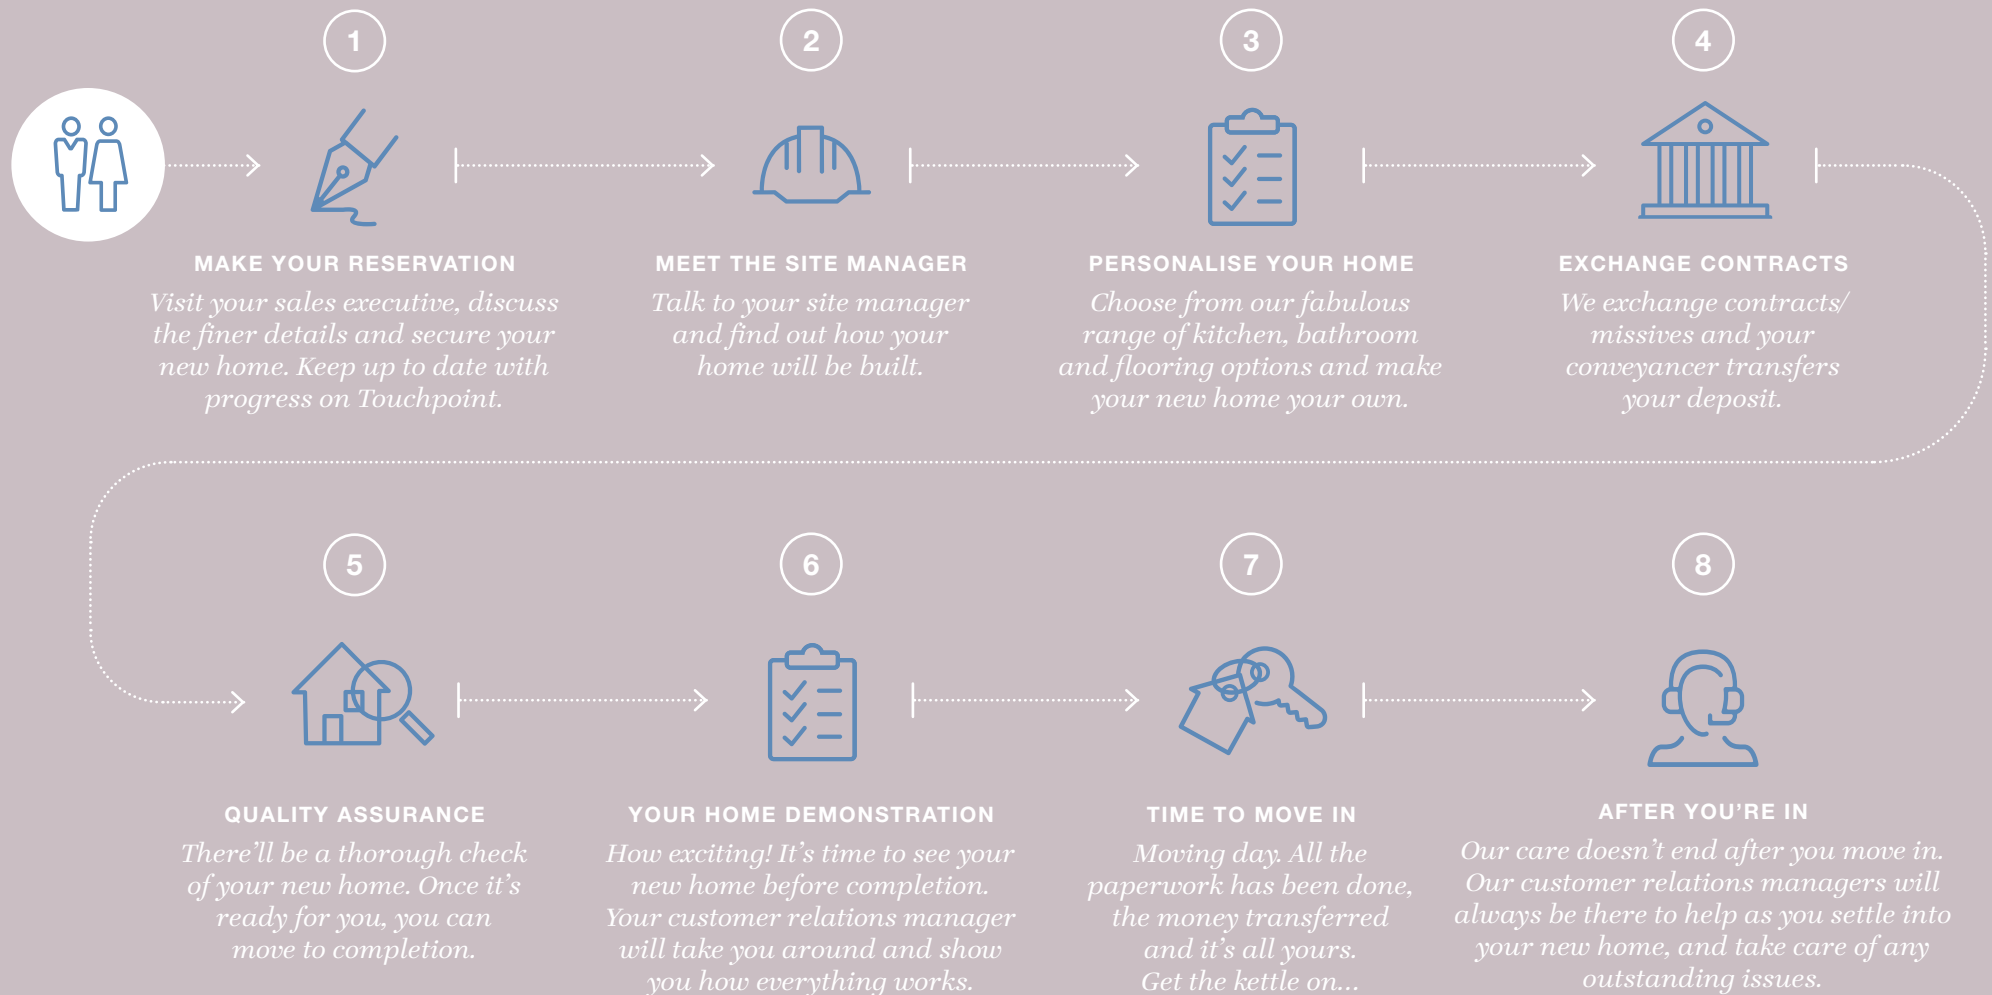 1
MAKE YOUR RESERVATION
Visit your sales executive, discuss
the finer details and secure your
new home. Keep up to date with
progress on Touchpoint.
2
MEET THE SITE MANAGER
Talk to your site manager
and find out how your
home will be built.
3
PERSONALISE YOUR HOME
Choose from our fabulous
range of kitchen, bathroom
and flooring options and make
your new home your own.
4
EXCHANGE CONTRACTS
We exchange contracts/
missives and your
conveyancer transfers
your deposit.
5
QUALITY ASSURANCE
There’ll be a thorough check
of your new home. Once it’s
ready for you, you can
move to completion.
6
YOUR HOME DEMONSTRATION
How exciting! It’s time to see your
new home before completion.
Your customer relations manager
will take you around and show
you how everything works.
7
TIME TO MOVE IN
Moving day. All the
paperwork has been done,
the money transferred
and it’s all yours.
Get the kettle on...
8
AFTER YOU’RE IN
Our care doesn’t end after you move in.
Our customer relations managers will
always be there to help as you settle into
your new home, and take care of any
outstanding issues.